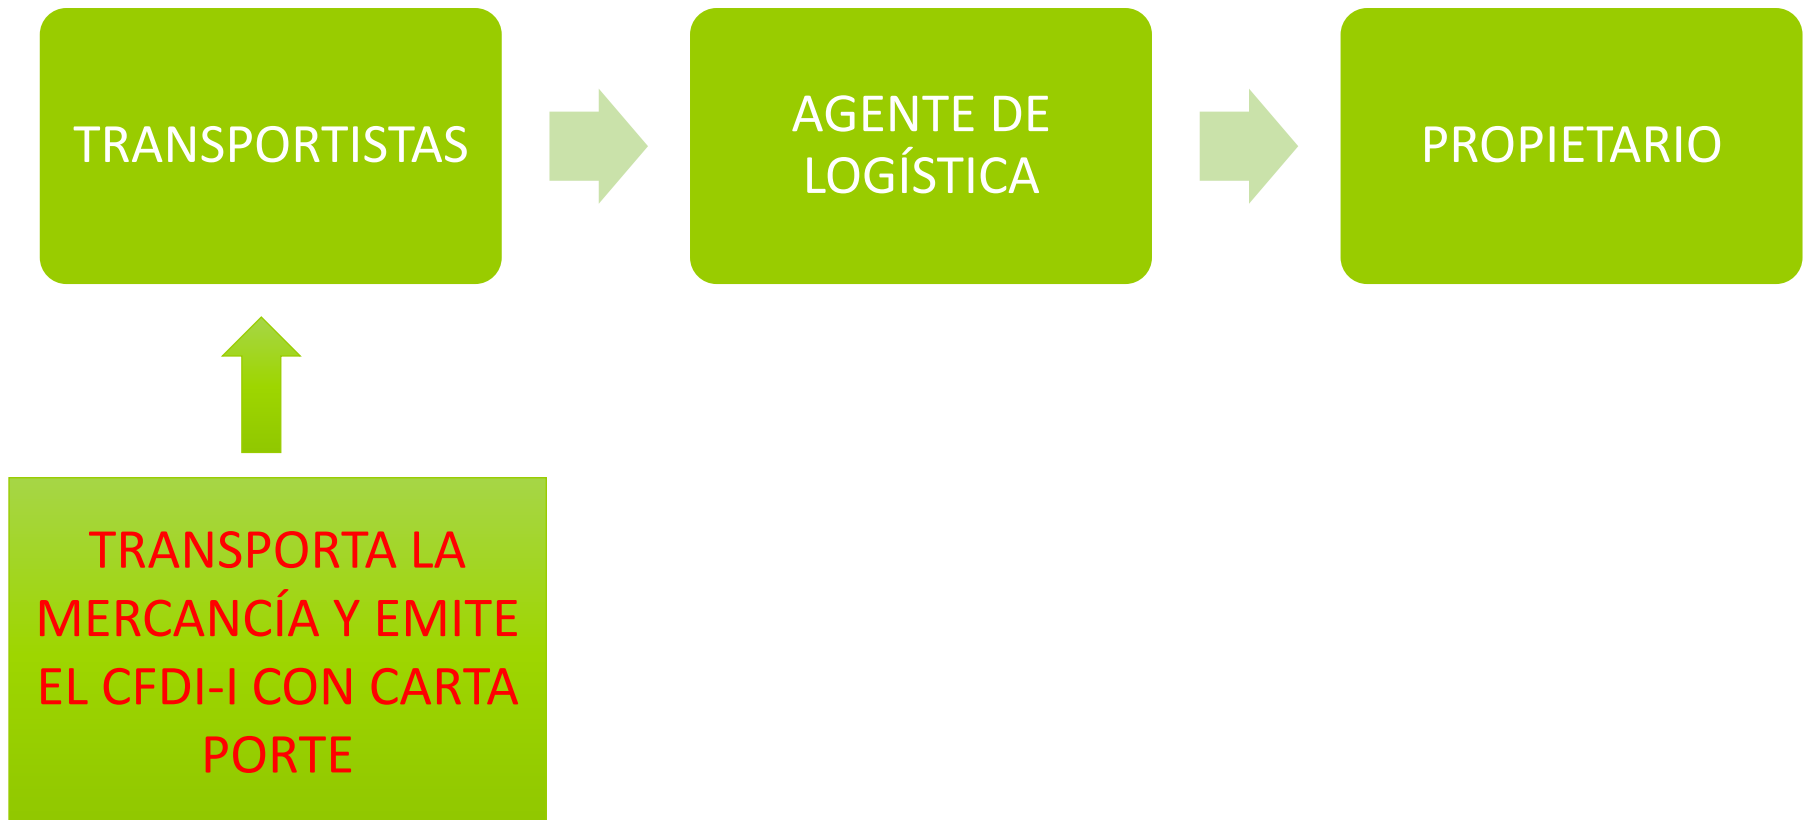 TRANSPORTISTAS
AGENTE DE
LOGÍSTICA
PROPIETARIO
TRANSPORTA LA
MERCANCÍA Y EMITE
EL CFDI-I CON CARTA
PORTE